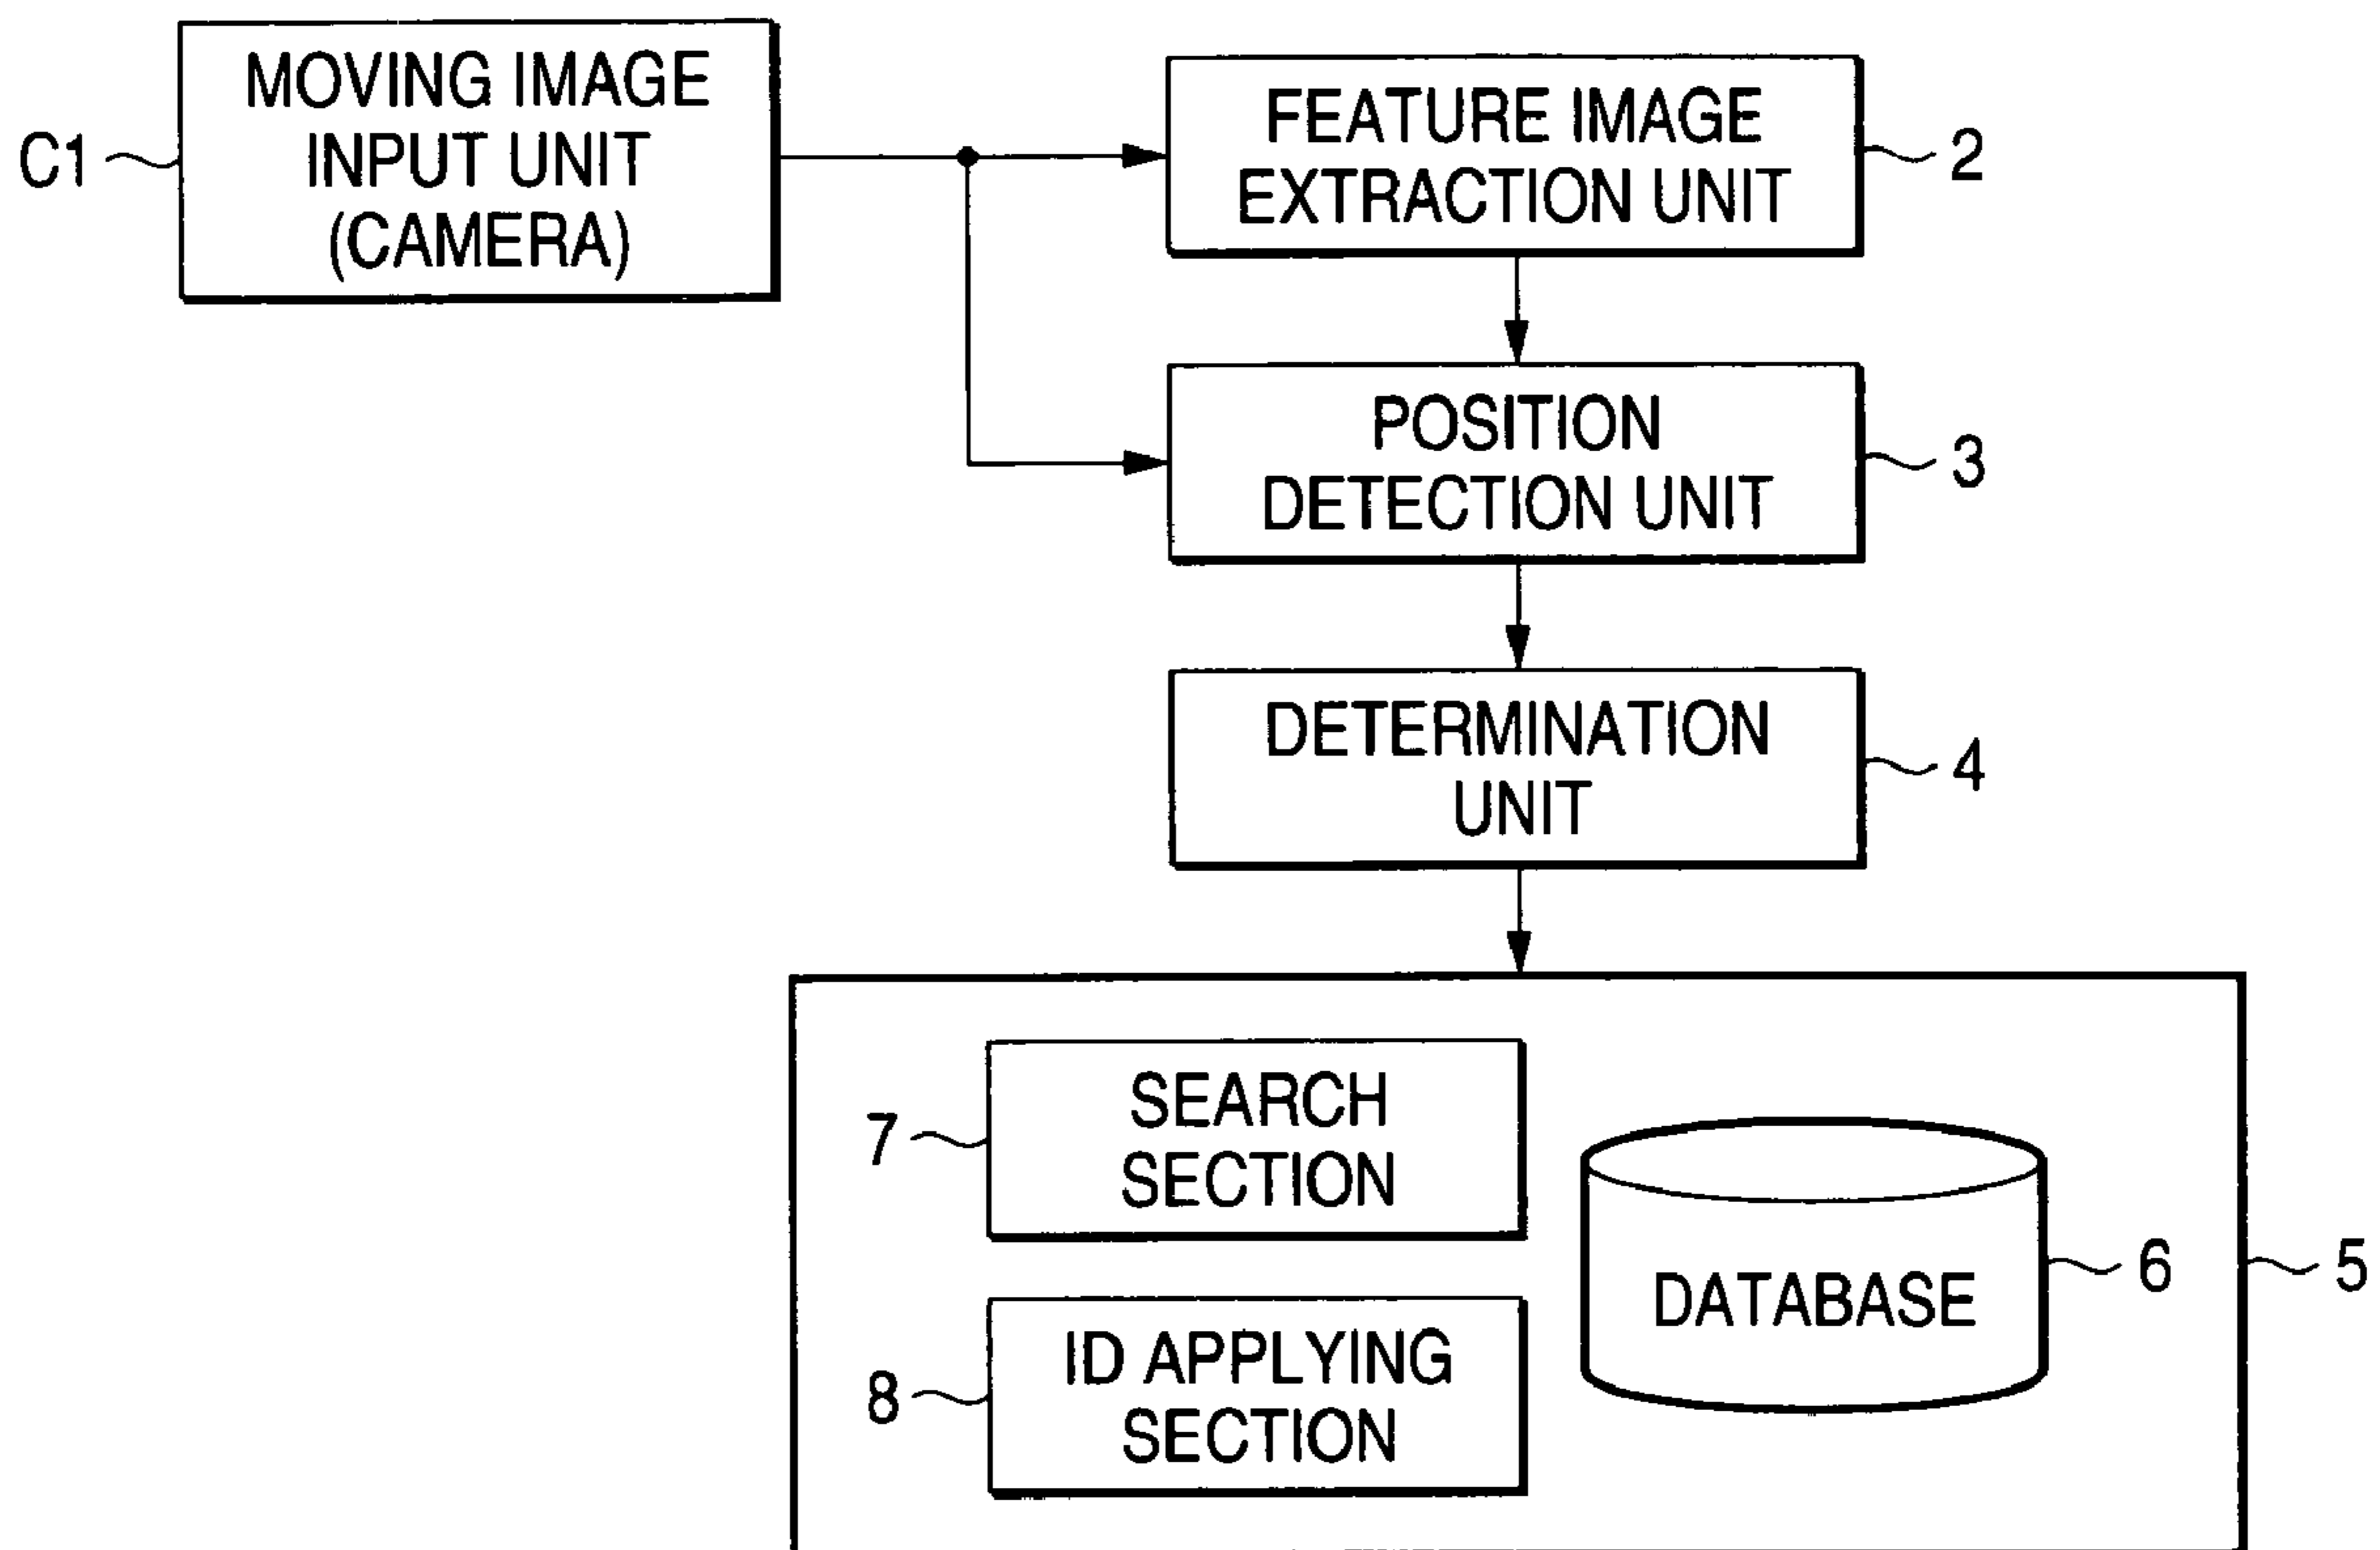 MOVING IMAGE
INPUT UNIT
(CAMERA)
C1
FEATURE IMAGE
EXTRACTION UNIT
2
POSITION
DETECTION UNIT
3
DETERMINATION
UNIT
4
SEARCH
SECTION
7
DATABASE
6
5
ID APPLYING
SECTION
8